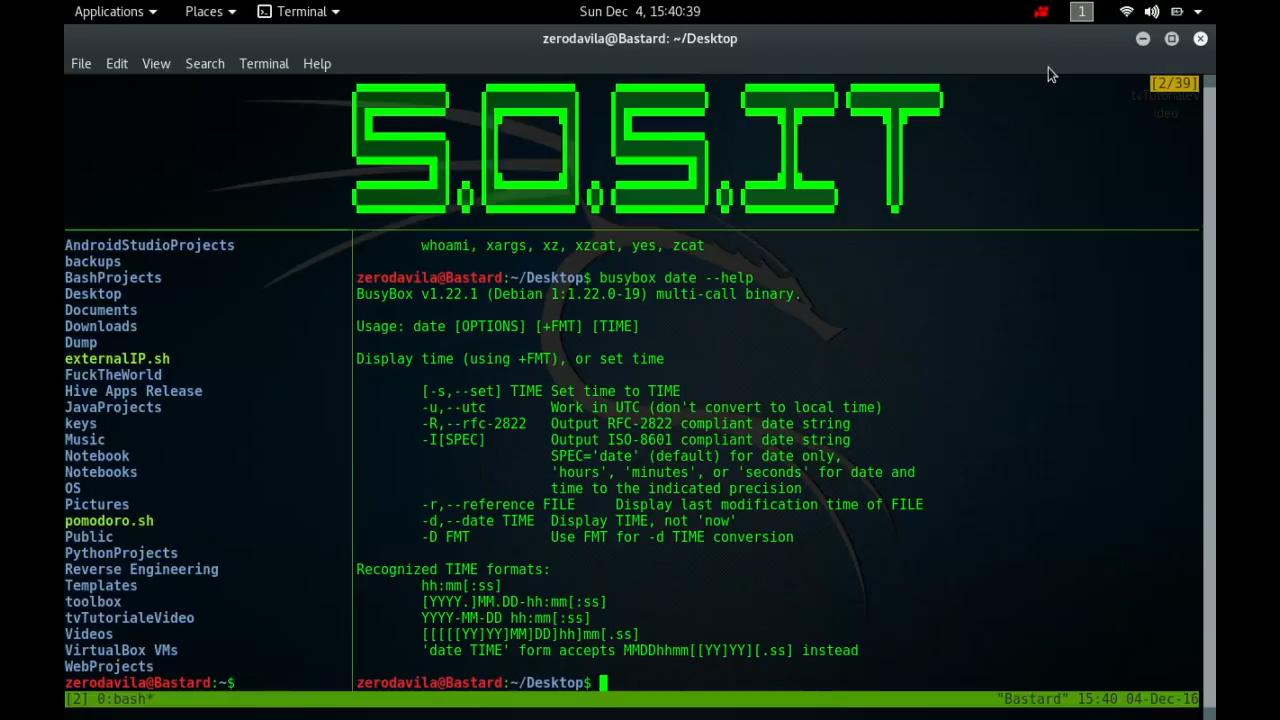 Applications Places Terminal Sun Dec 4, 15:40:39 1
zerodavila@Bastard: ~/Desktop
File Edit View Search Terminal Help
[2/39]
tvTutorialeV
ideo
S.O.S.IT
AndroidStudioProjects
backups
BashProjects
Desktop
Documents
Downloads
Dump
externalIP.sh
FuckTheWorld
Hive Apps Release
JavaProjects
keys
Music
Notebook
Notebooks
OS
Pictures
pomodoro.sh
Public
PythonProjects
Reverse Engineering
Templates
toolbox
tvTutorialeVideo
Videos
VirtualBox VMs
WebProjects
zerodavila@Bastard:~$
whoami, xargs, xz, xzcat, yes, zcat
zerodavila@Bastard:~/Desktop$ busybox date --help
BusyBox v1.22.1 (Debian 1:1.22.0-19) multi-call binary.
Usage: date [OPTIONS] [+FMT] [TIME]
Display time (using +FMT), or set time
[-s,--set] TIME Set time to TIME
-u,--utc Work in UTC (don't convert to local time)
-R,--rfc-2822 Output RFC-2822 compliant date string
-I[SPEC] Output ISO-8601 compliant date string
SPEC='date' (default) for date only,
'hours', 'minutes', or 'seconds' for date and
time to the indicated precision
-r,--reference FILE Display last modification time of FILE
-d,--date TIME Display TIME, not 'now'
-D FMT Use FMT for -d TIME conversion
Recognized TIME formats:
hh:mm[:ss]
[YYYY.]MM.DD-hh:mm[:ss]
YYYY-MM-DD hh:mm[:ss]
[[[[[YY]YY]MM]DD]hh]mm[.ss]
'date TIME' form accepts MMDDhhmm[[YY]YY][.ss] instead
zerodavila@Bastard:~/Desktop$
[2] 0:bash* "Bastard" 15:40 04-Dec-16